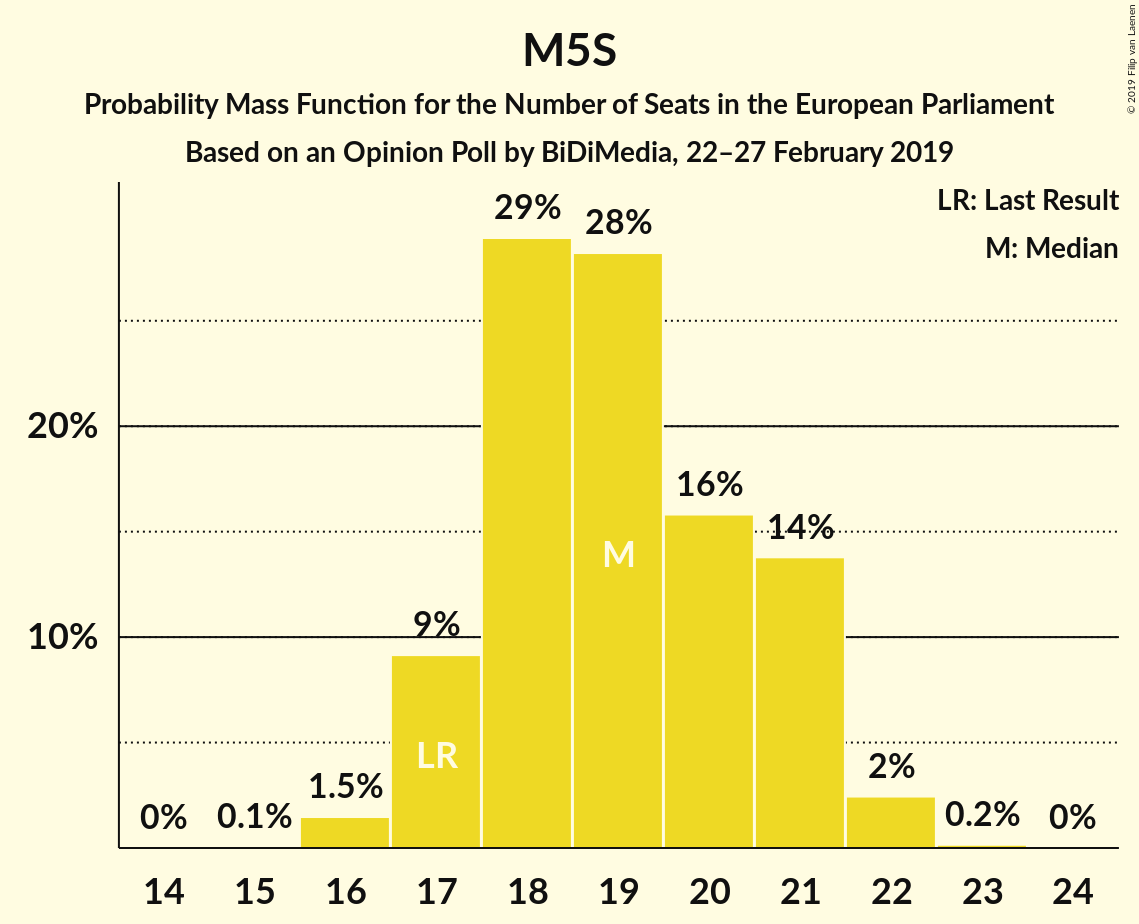 M5S
Probability Mass Function for the Number of Seats in the European Parliament
Based on an Opinion Poll by BiDiMedia, 22–27 February 2019
© 2019 Filip van Laenen
LR: Last Result
M: Median
29%
28%
20%
16%
14%
M
10%
9%
LR
2%
1.5%
0%
0.1%
0.2%
0%
14 15 16 17 18 19 20 21 22 23 24